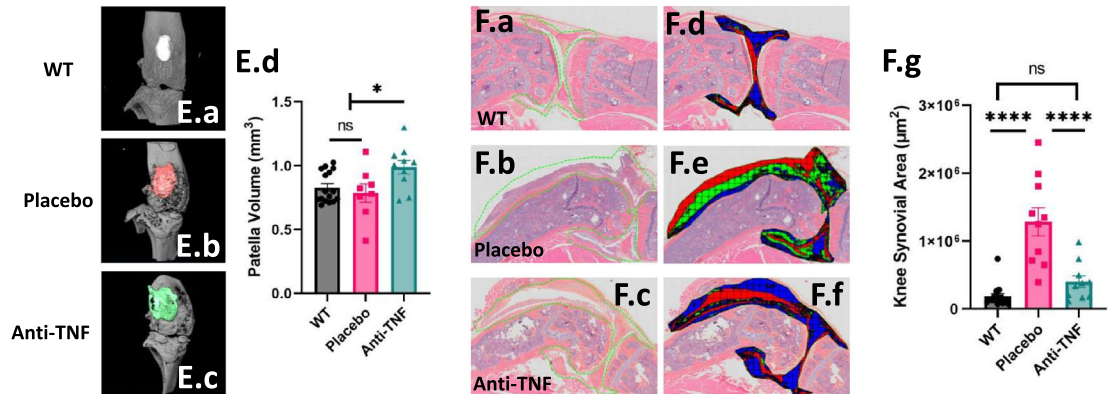 WT
E.a
Placebo
E.b
Anti-TNF
E.c
E.d
*
ns
Patella Volume (mm³)
1.5
1.0
0.5
0.0
WT
Placebo
Anti-TNF
F.a
WT
F.d
F.b
Placebo
F.e
F.c
Anti-TNF
F.f
F.g
ns
**** ****
Knee Synovial Area (µm²)
3×10⁶
2×10⁶
1×10⁶
0
WT
Placebo
Anti-TNF